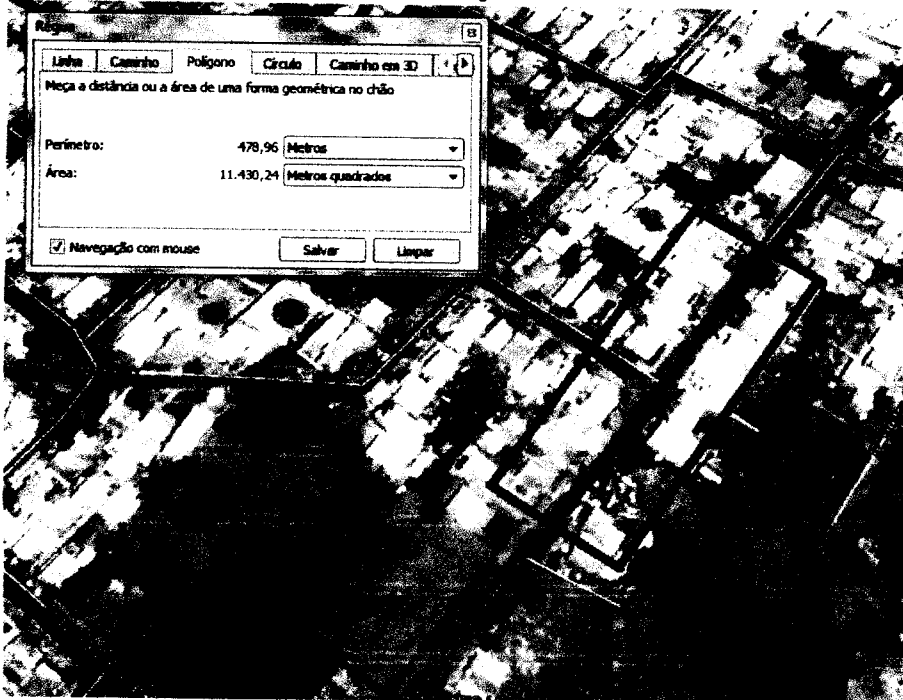 Linha Caminho Polígono Círculo Caminho em 3D
Meça a distância ou a área de uma forma geométrica no chão
Perímetro: 478,96 Metros
Área: 11.430,24 Metros quadrados
Navegação com mouse Salvar Limpar